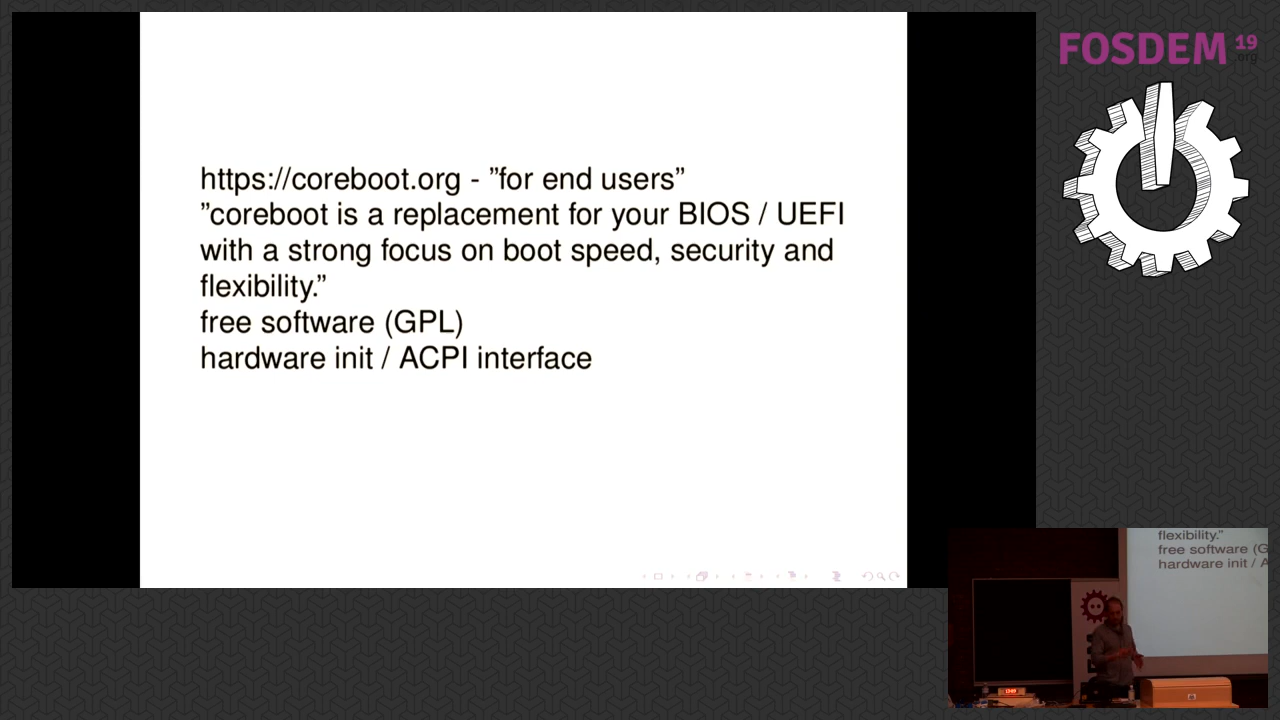 https://coreboot.org - ”for end users”
”coreboot is a replacement for your BIOS / UEFI
with a strong focus on boot speed, security and
flexibility.”
free software (GPL)
hardware init / ACPI interface
FOSDEM 19
.org
flexibility.”
free software (G
hardware init / A